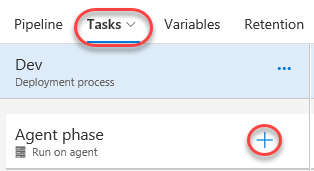 Pipeline Tasks Variables Retention
Dev
Deployment process
Agent phase
Run on agent